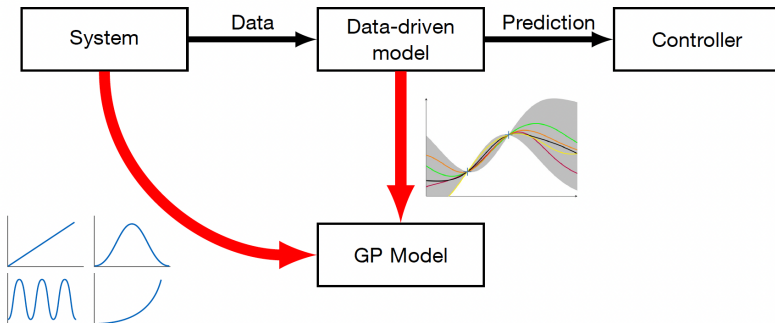 System
Data
Data-driven
model
Prediction
Controller
GP Model